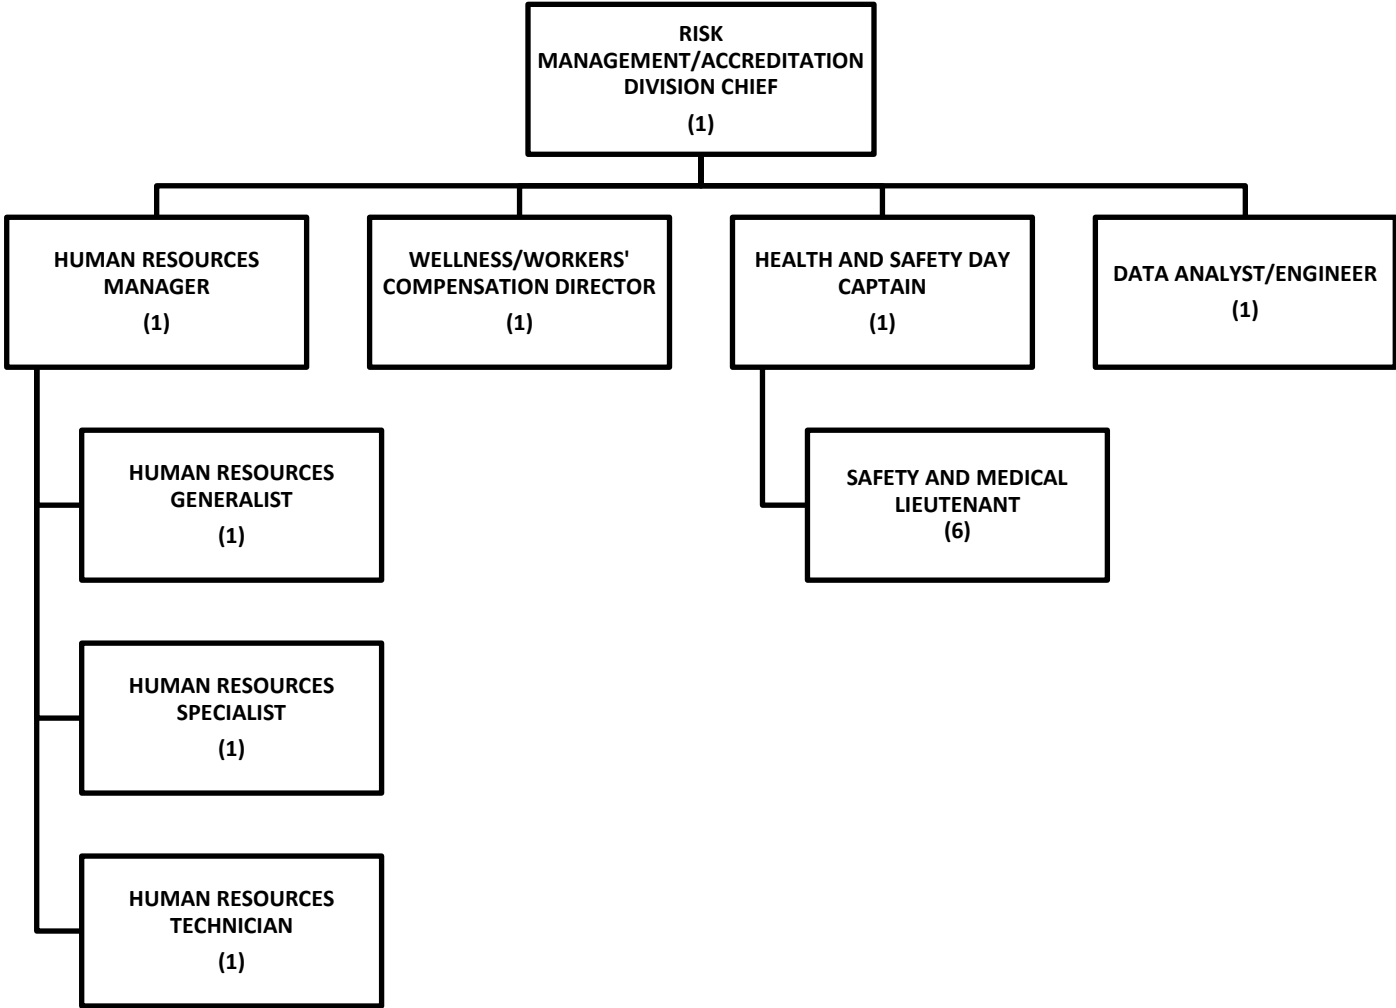 RISK
MANAGEMENT/ACCREDITATION
DIVISION CHIEF
(1)
HUMAN RESOURCES
MANAGER
(1)
WELLNESS/WORKERS'
COMPENSATION DIRECTOR
(1)
HEALTH AND SAFETY DAY
CAPTAIN
(1)
DATA ANALYST/ENGINEER
(1)
HUMAN RESOURCES
GENERALIST
(1)
SAFETY AND MEDICAL
LIEUTENANT
(6)
HUMAN RESOURCES
SPECIALIST
(1)
HUMAN RESOURCES
TECHNICIAN
(1)